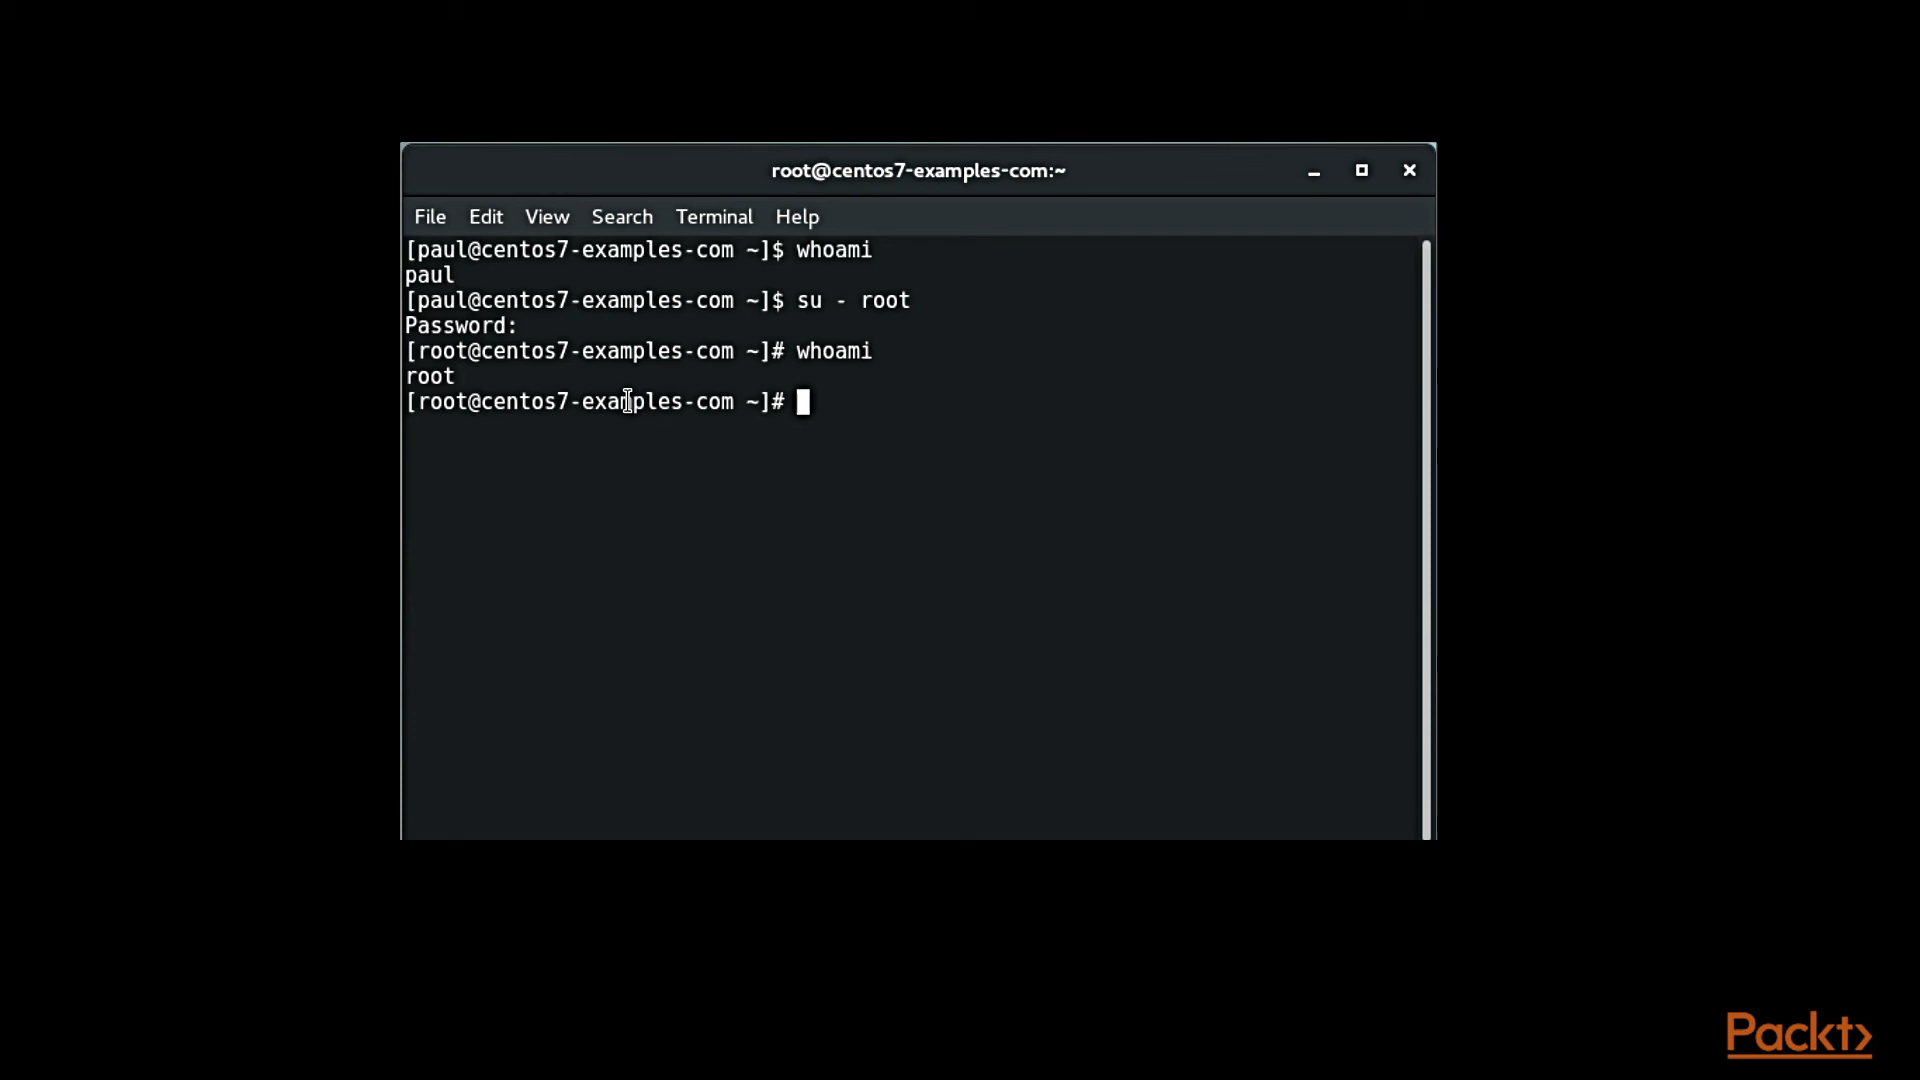 root@centos7-examples-com:~
File Edit View Search Terminal Help
[paul@centos7-examples-com ~]$ whoami
paul
[paul@centos7-examples-com ~]$ su - root
Password:
[root@centos7-examples-com ~]# whoami
root
[root@centos7-examples-com ~]#
Packt>